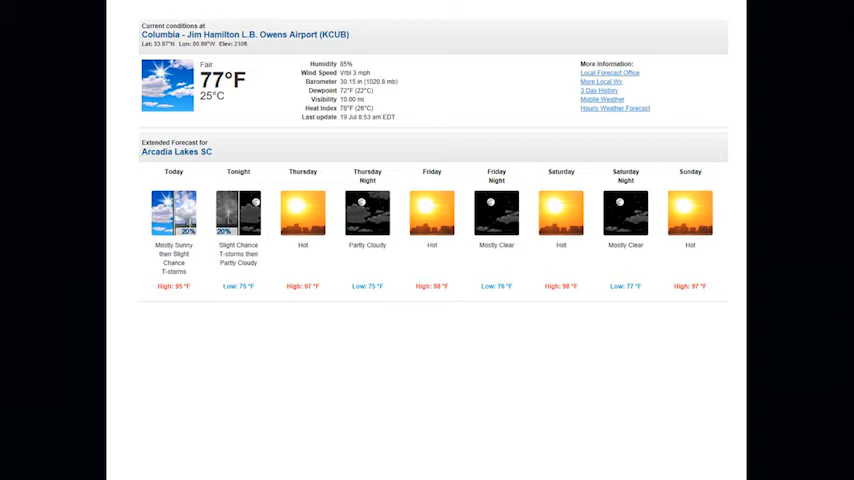 Current conditions at
Columbia - Jim Hamilton L.B. Owens Airport (KCUB)
Lat: 33.97°N Lon: 80.99°W Elev: 210ft
Fair
77°F
25°C
Humidity 85%
Wind Speed Vrbl 3 mph
Barometer 30.15 in (1020.8 mb)
Dewpoint 72°F (22°C)
Visibility 10.00 mi
Heat Index 78°F (26°C)
Last update 19 Jul 8:53 am EDT
More Information:
Local Forecast Office
More Local Wx
3 Day History
Mobile Weather
Hourly Weather Forecast
Extended Forecast for
Arcadia Lakes SC
Today
20%
Mostly Sunny
then Slight
Chance
T-storms
High: 95 °F
Tonight
20%
Slight Chance
T-storms then
Partly Cloudy
Low: 75 °F
Thursday
Hot
High: 97 °F
Thursday
Night
Partly Cloudy
Low: 75 °F
Friday
Hot
High: 98 °F
Friday
Night
Mostly Clear
Low: 76 °F
Saturday
Hot
High: 98 °F
Saturday
Night
Mostly Clear
Low: 77 °F
Sunday
Hot
High: 97 °F